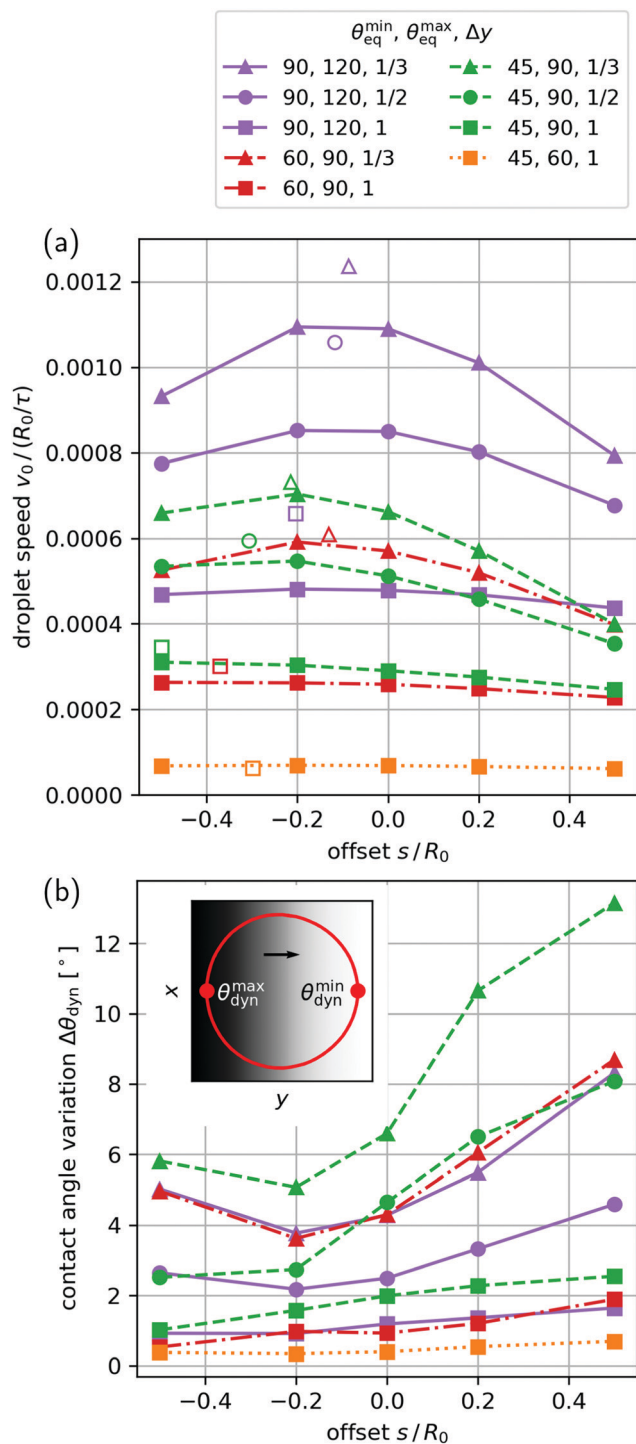 θ_eq^min, θ_eq^max, Δy
90, 120, 1/3
90, 120, 1/2
90, 120, 1
60, 90, 1/3
60, 90, 1
45, 90, 1/3
45, 90, 1/2
45, 90, 1
45, 60, 1
(a)
droplet speed v₀ / (R₀/τ)
0.0012
0.0010
0.0008
0.0006
0.0004
0.0002
0.0000
−0.4 −0.2 0.0 0.2 0.4
offset s / R₀
(b)
contact angle variation Δθ_dyn [°]
12
10
8
6
4
2
0
x
θ_dyn^max θ_dyn^min
y
−0.4 −0.2 0.0 0.2 0.4
offset s / R₀